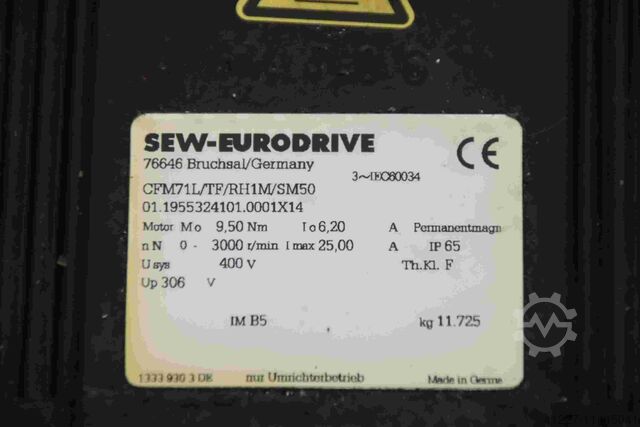 SEW-EURODRIVE
76646 Bruchsal/Germany
CE
3~IEC60034
CFM71L/TF/RH1M/SM50
01.1955324101.0001X14
Motor Mo 9,50 Nm Io 6,20 A Permanentmagn
nN 0 - 3000 r/min Imax 25,00 A IP 65
Usys 400 V Th.Kl. F
Up 306 V
IM B5 kg 11.725
1333 930 3 DE nur Umrichterbetrieb Made in Germe